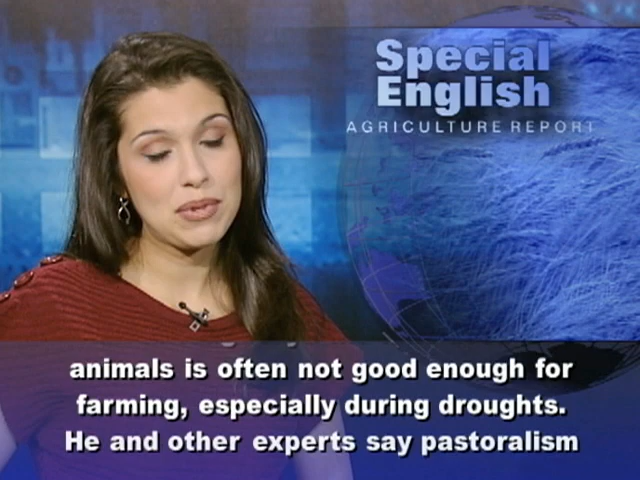 Special
English
AGRICULTURE REPORT
animals is often not good enough for
farming, especially during droughts.
He and other experts say pastoralism